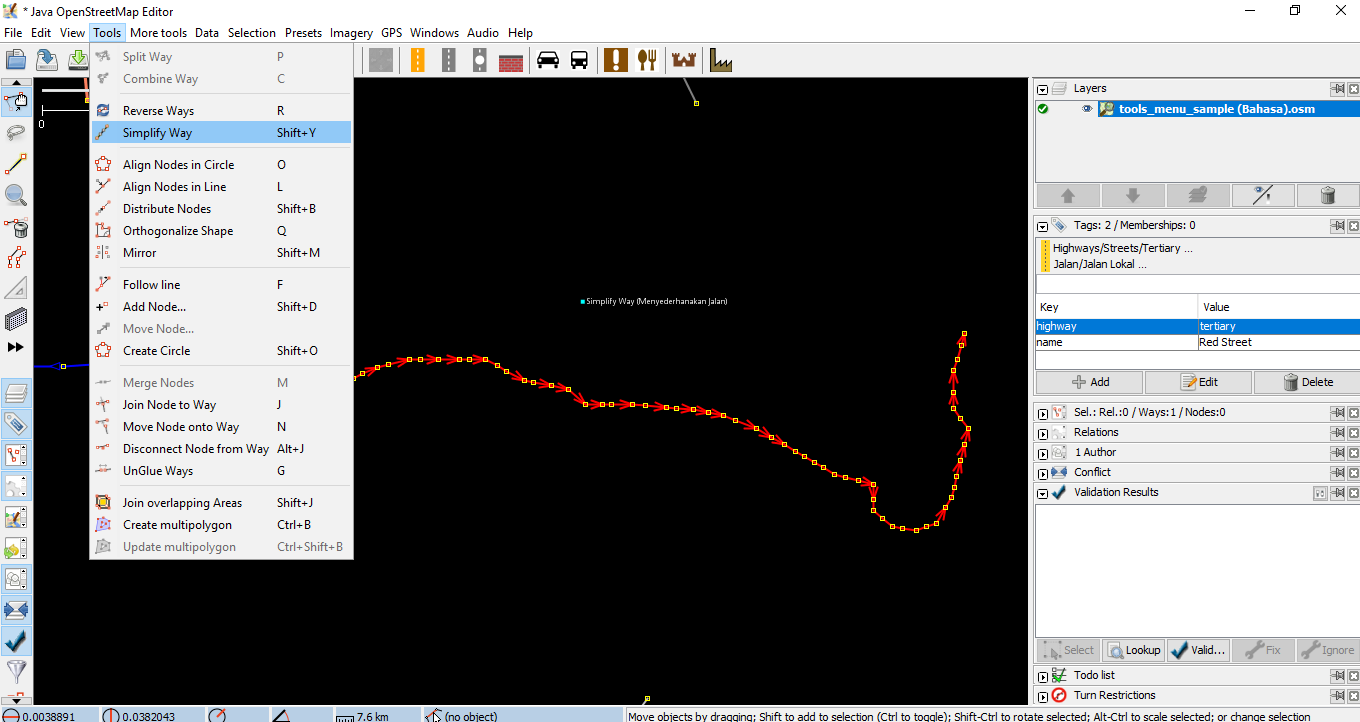 * Java OpenStreetMap Editor
File Edit View Tools More tools Data Selection Presets Imagery GPS Windows Audio Help
Split Way P
Combine Way C
Reverse Ways R
Simplify Way Shift+Y
Align Nodes in Circle O
Align Nodes in Line L
Distribute Nodes Shift+B
Orthogonalize Shape Q
Mirror Shift+M
Follow line F
Add Node... Shift+D
Move Node...
Create Circle Shift+O
Merge Nodes M
Join Node to Way J
Move Node onto Way N
Disconnect Node from Way Alt+J
UnGlue Ways G
Join overlapping Areas Shift+J
Create multipolygon Ctrl+B
Update multipolygon Ctrl+Shift+B
0
Simplify Way (Menyederhanakan Jalan)
Layers
tools_menu_sample (Bahasa).osm
Tags: 2 / Memberships: 0
Highways/Streets/Tertiary ...
Jalan/Jalan Lokal ...
Key Value
highway tertiary
name Red Street
Add Edit Delete
Sel.: Rel.:0 / Ways:1 / Nodes:0
Relations
1 Author
Conflict
Validation Results
Select Lookup Valid... Fix Ignore
Todo list
Turn Restrictions
0.0038891 0.0382043 7.6 km (no object) Move objects by dragging; Shift to add to selection (Ctrl to toggle); Shift-Ctrl to rotate selected; Alt-Ctrl to scale selected; or change selection